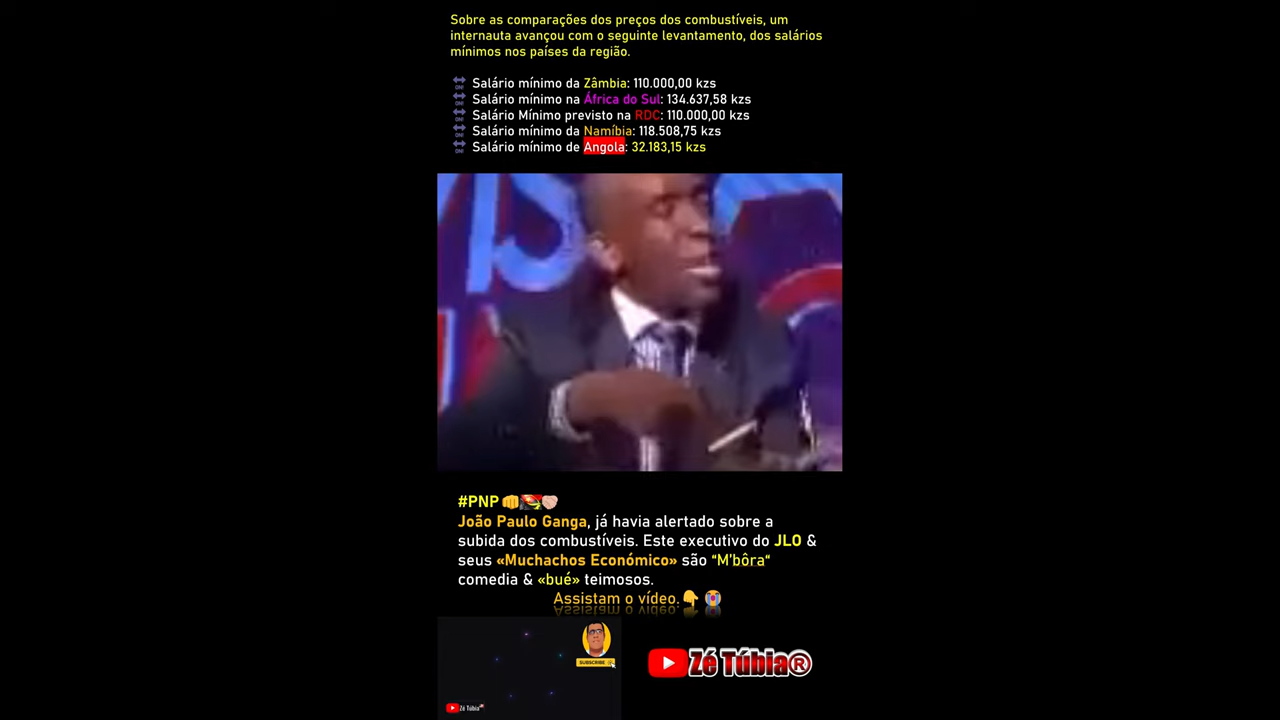 Sobre as comparações dos preços dos combustíveis, um
internauta avançou com o seguinte levantamento, dos salários
mínimos nos países da região.
Salário mínimo da Zâmbia: 110.000,00 kzs
Salário mínimo na África do Sul: 134.637,58 kzs
Salário Mínimo previsto na RDC: 110.000,00 kzs
Salário mínimo da Namíbia: 118.508,75 kzs
Salário mínimo de Angola: 32.183,15 kzs
#PNP
João Paulo Ganga, já havia alertado sobre a
subida dos combustíveis. Este executivo do JLO &
seus «Muchachos Económico» são “M’bôra“
comedia & «bué» teimosos.
Assistam o vídeo.
SUBSCRIBE
Zé Túbia®
Zé Túbia